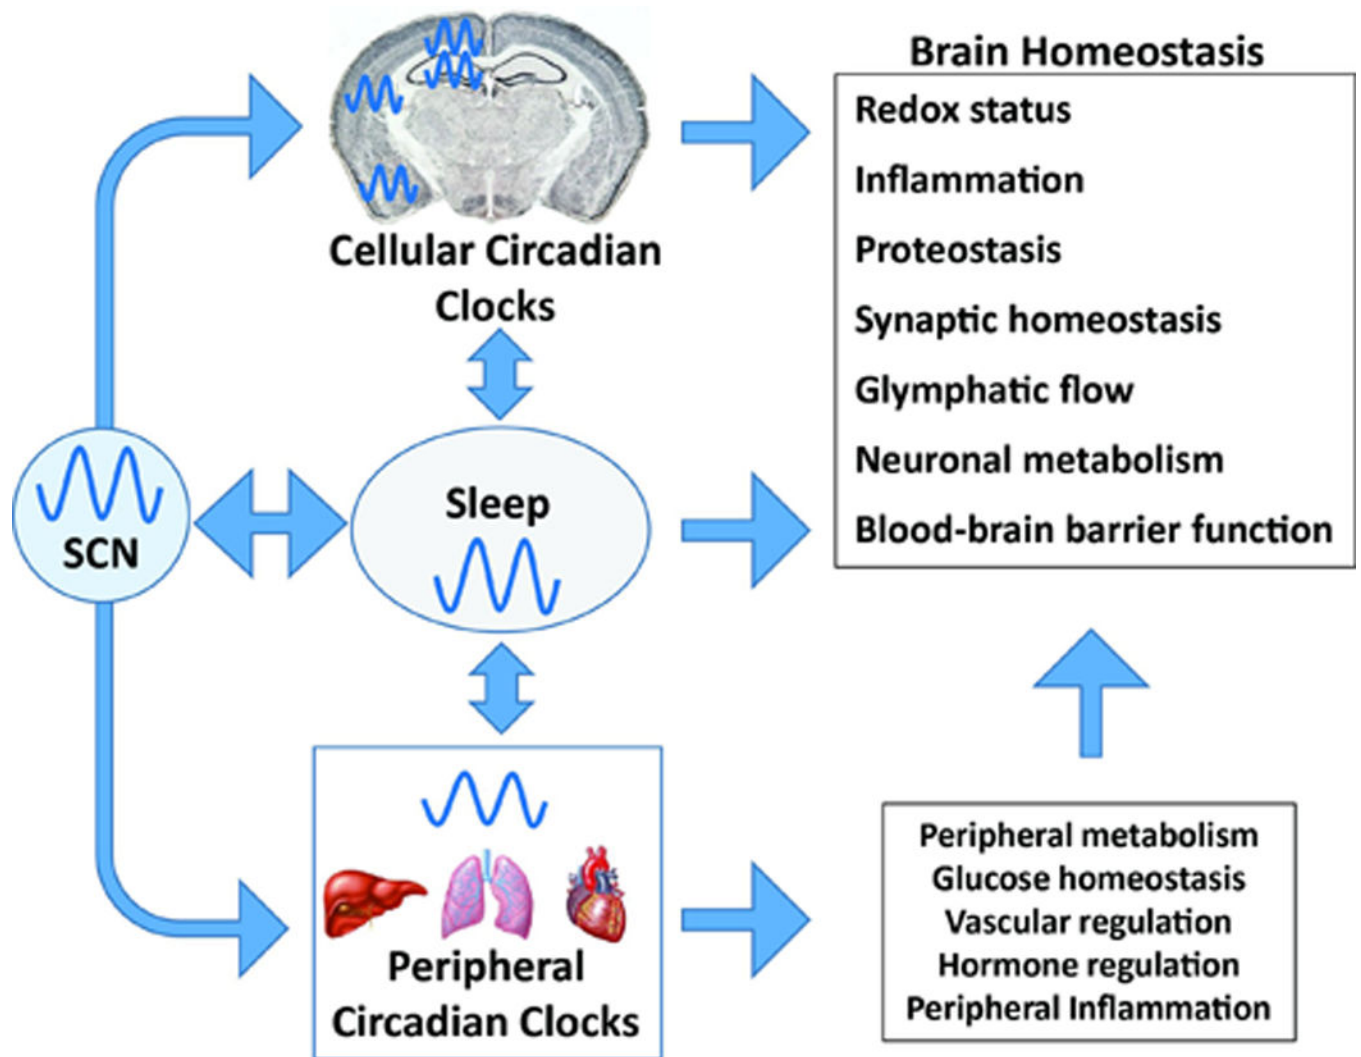 Cellular Circadian
Clocks
SCN
Sleep
Peripheral
Circadian Clocks
Brain Homeostasis
Redox status
Inflammation
Proteostasis
Synaptic homeostasis
Glymphatic flow
Neuronal metabolism
Blood-brain barrier function
Peripheral metabolism
Glucose homeostasis
Vascular regulation
Hormone regulation
Peripheral Inflammation